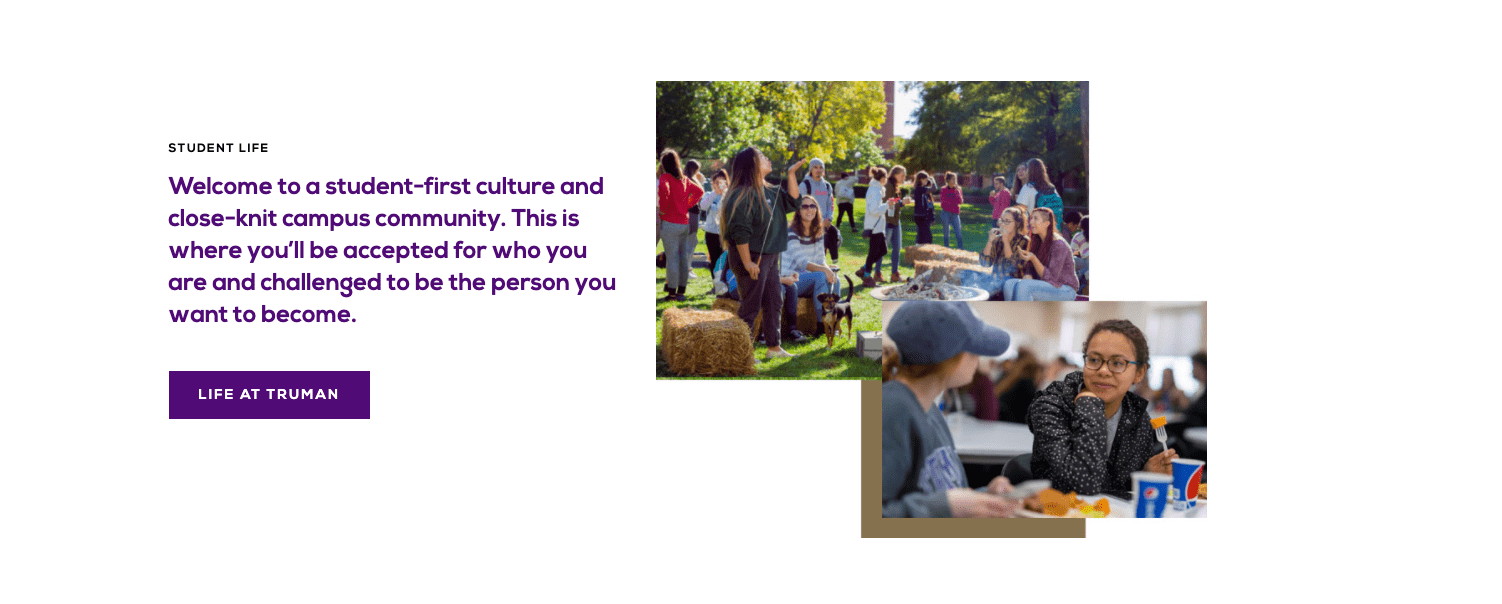 STUDENT LIFE
Welcome to a student-first culture and
close-knit campus community. This is
where you’ll be accepted for who you
are and challenged to be the person you
want to become.
LIFE AT TRUMAN